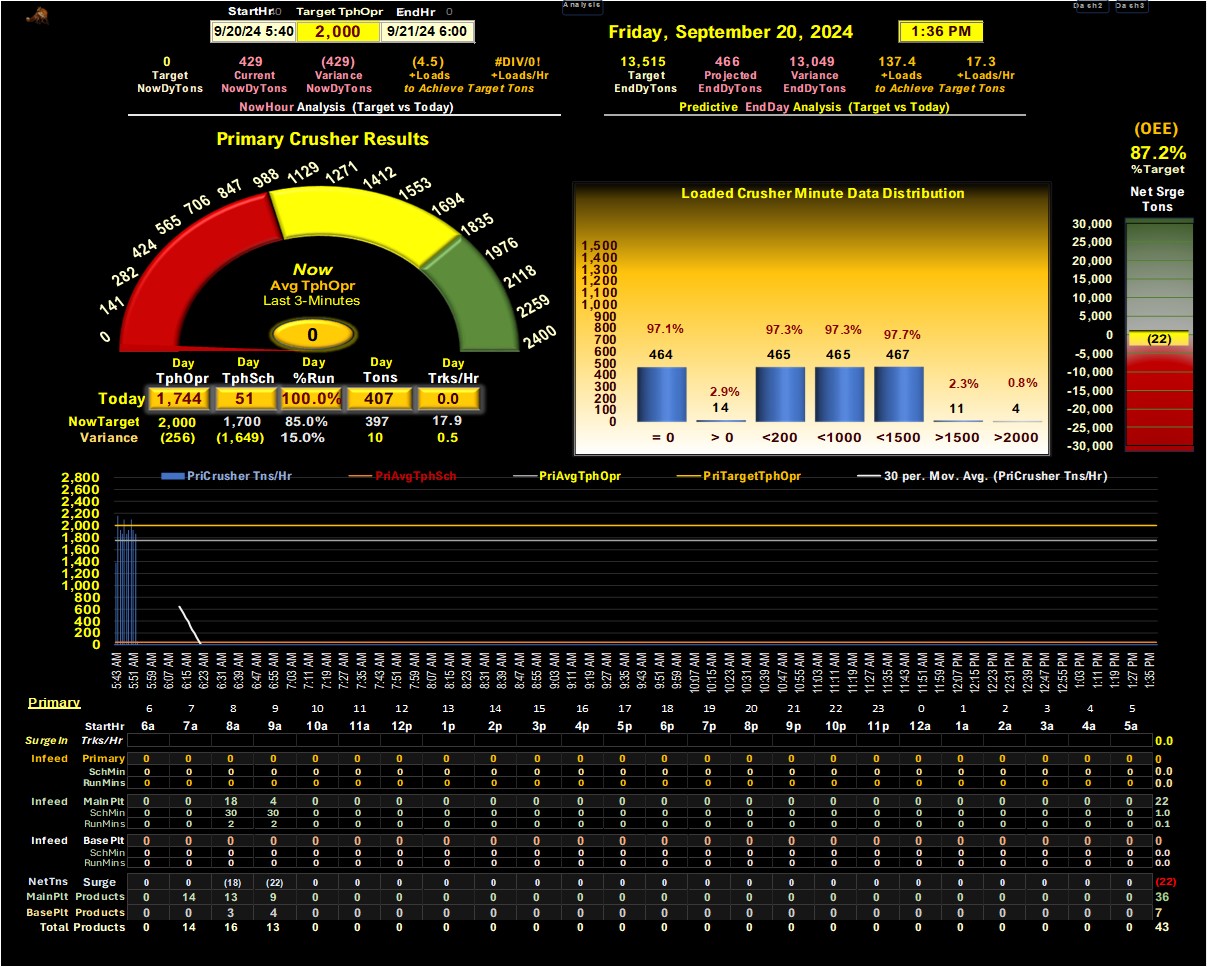 StartHr 0 Target TphOpr EndHr 0
Analysis
Dash2 Dash3
9/20/24 5:40 2,000 9/21/24 6:00
Friday, September 20, 2024
1:36 PM
0 429 (429) (4.5) #DIV/0!
Target Current Variance +Loads +Loads/Hr
NowDyTons NowDyTons NowDyTons to Achieve Target Tons
NowHour Analysis (Target vs Today)
13,515 466 13,049 137.4 17.3
Target Projected Variance +Loads +Loads/Hr
EndDyTons EndDyTons EndDyTons to Achieve Target Tons
Predictive EndDay Analysis (Target vs Today)
Primary Crusher Results
0
141
282
424
565
706
847
988
1129
1271
1412
1553
1694
1835
1976
2118
2259
2400
Now
Avg TphOpr
Last 3-Minutes
0
Day Day Day Day Day
TphOpr TphSch %Run Tons Trks/Hr
Today 1,744 51 100.0% 407 0.0
NowTarget 2,000 1,700 85.0% 397 17.9
Variance (256) (1,649) 15.0% 10 0.5
Loaded Crusher Minute Data Distribution
1,500
1,400
1,300
1,200
1,100
1,000
900
800
700
600
500
400
300
200
100
0
97.1% 2.9% 97.3% 97.3% 97.7% 2.3% 0.8%
464 14 465 465 467 11 4
= 0 > 0 <200 <1000 <1500 >1500 >2000
(OEE)
87.2%
%Target
Net Srge
Tons
30,000
25,000
20,000
15,000
10,000
5,000
0
-5,000
-10,000
-15,000
-20,000
-25,000
-30,000
(22)
PriCrusher Tns/Hr PriAvgTphSch PriAvgTphOpr PriTargetTphOpr 30 per. Mov. Avg. (PriCrusher Tns/Hr)
2,800
2,600
2,400
2,200
2,000
1,800
1,600
1,400
1,200
1,000
800
600
400
200
0
5:43 AM 5:51 AM 5:59 AM 6:07 AM 6:15 AM 6:23 AM 6:31 AM 6:39 AM 6:47 AM 6:55 AM 7:03 AM 7:11 AM 7:19 AM 7:27 AM 7:35 AM 7:43 AM 7:51 AM 7:59 AM 8:07 AM 8:15 AM 8:23 AM 8:31 AM 8:39 AM 8:47 AM 8:55 AM 9:03 AM 9:11 AM 9:19 AM 9:27 AM 9:35 AM 9:43 AM 9:51 AM 9:59 AM 10:07 AM 10:15 AM 10:23 AM 10:31 AM 10:39 AM 10:47 AM 10:55 AM 11:03 AM 11:11 AM 11:19 AM 11:27 AM 11:35 AM 11:43 AM 11:51 AM 11:59 AM 12:07 PM 12:15 PM 12:23 PM 12:31 PM 12:39 PM 12:47 PM 12:55 PM 1:03 PM 1:11 PM 1:19 PM 1:27 PM 1:35 PM
Primary 6 7 8 9 10 11 12 13 14 15 16 17 18 19 20 21 22 23 0 1 2 3 4 5
StartHr 6a 7a 8a 9a 10a 11a 12p 1p 2p 3p 4p 5p 6p 7p 8p 9p 10p 11p 12a 1a 2a 3a 4a 5a
SurgeIn Trks/Hr 0.0
Infeed Primary 0 0 0 0 0 0 0 0 0 0 0 0 0 0 0 0 0 0 0 0 0 0 0 0 0
SchMin 0 0 0 0 0 0 0 0 0 0 0 0 0 0 0 0 0 0 0 0 0 0 0 0 0.0
RunMins 0 0 0 0 0 0 0 0 0 0 0 0 0 0 0 0 0 0 0 0 0 0 0 0 0.0
Infeed MainPlt 0 0 18 4 0 0 0 0 0 0 0 0 0 0 0 0 0 0 0 0 0 0 0 0 22
SchMin 0 0 30 30 0 0 0 0 0 0 0 0 0 0 0 0 0 0 0 0 0 0 0 0 1.0
RunMins 0 0 2 2 0 0 0 0 0 0 0 0 0 0 0 0 0 0 0 0 0 0 0 0 0.1
Infeed BasePlt 0 0 0 0 0 0 0 0 0 0 0 0 0 0 0 0 0 0 0 0 0 0 0 0 0
SchMin 0 0 0 0 0 0 0 0 0 0 0 0 0 0 0 0 0 0 0 0 0 0 0 0 0.0
RunMins 0 0 0 0 0 0 0 0 0 0 0 0 0 0 0 0 0 0 0 0 0 0 0 0 0.0
NetTns Surge 0 0 (18) (22) 0 0 0 0 0 0 0 0 0 0 0 0 0 0 0 0 0 0 0 0 (22)
MainPlt Products 0 14 13 9 0 0 0 0 0 0 0 0 0 0 0 0 0 0 0 0 0 0 0 0 36
BasePlt Products 0 0 3 4 0 0 0 0 0 0 0 0 0 0 0 0 0 0 0 0 0 0 0 0 7
Total Products 0 14 16 13 0 0 0 0 0 0 0 0 0 0 0 0 0 0 0 0 0 0 0 0 43